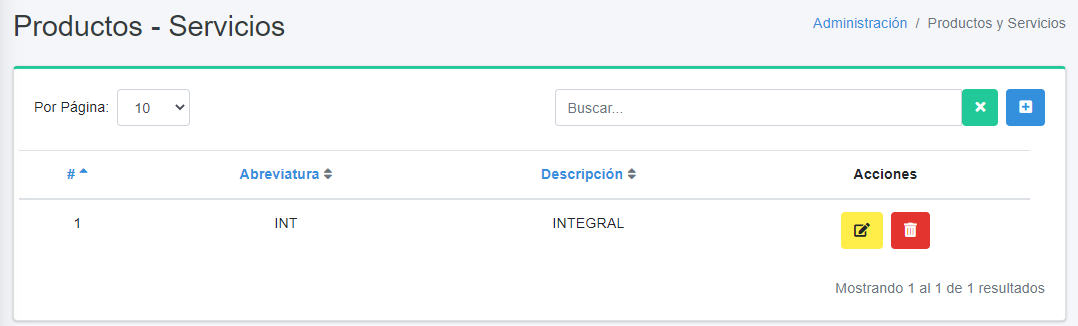 Productos - Servicios
Administración / Productos y Servicios
Por Página: 10
Buscar...
# Abreviatura Descripción Acciones
1 INT INTEGRAL
Mostrando 1 al 1 de 1 resultados